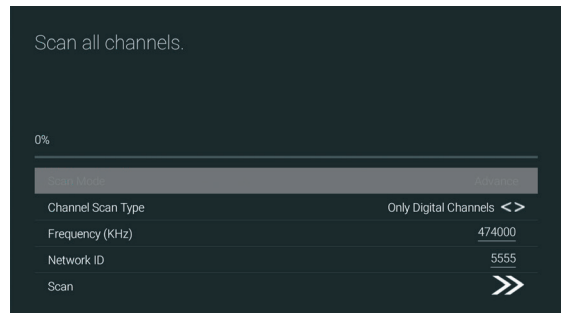 Scan all channels.
0%
Scan Mode Advance
Channel Scan Type Only Digital Channels
Frequency (KHz) 474000
Network ID 5555
Scan